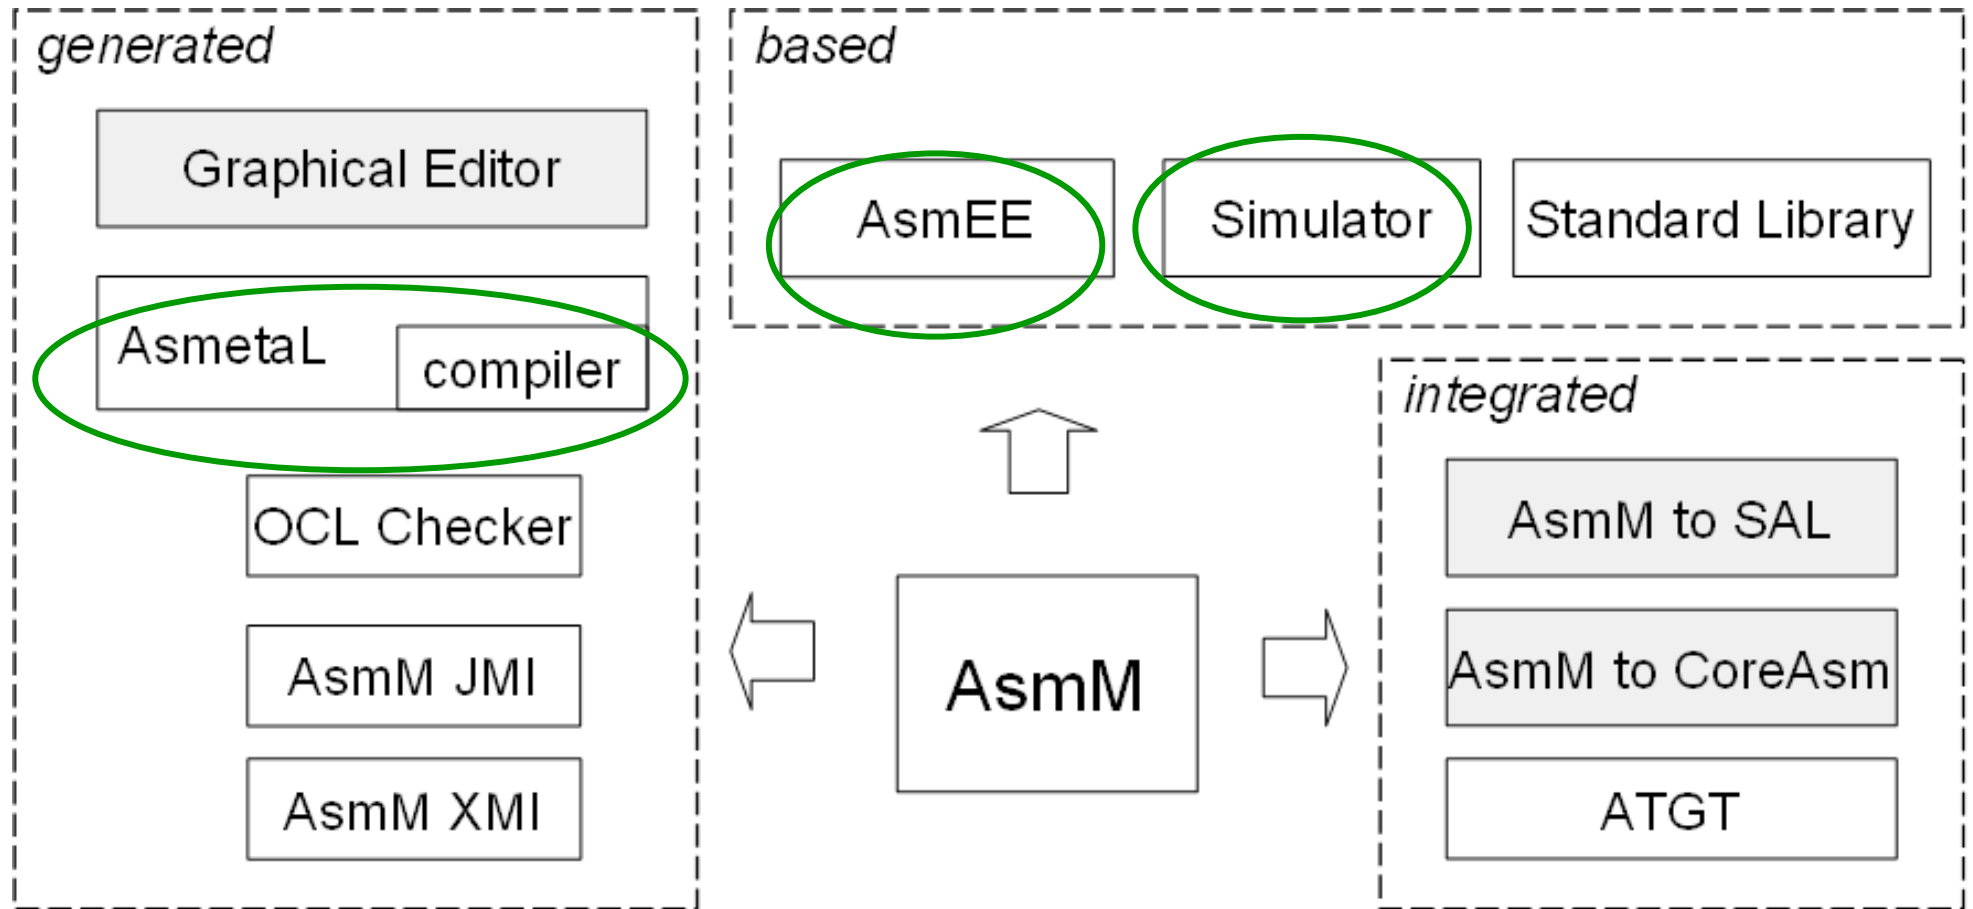 generated
Graphical Editor
AsmetaL
compiler
OCL Checker
AsmM JMI
AsmM XMI
based
AsmEE
Simulator
Standard Library
AsmM
integrated
AsmM to SAL
AsmM to CoreAsm
ATGT